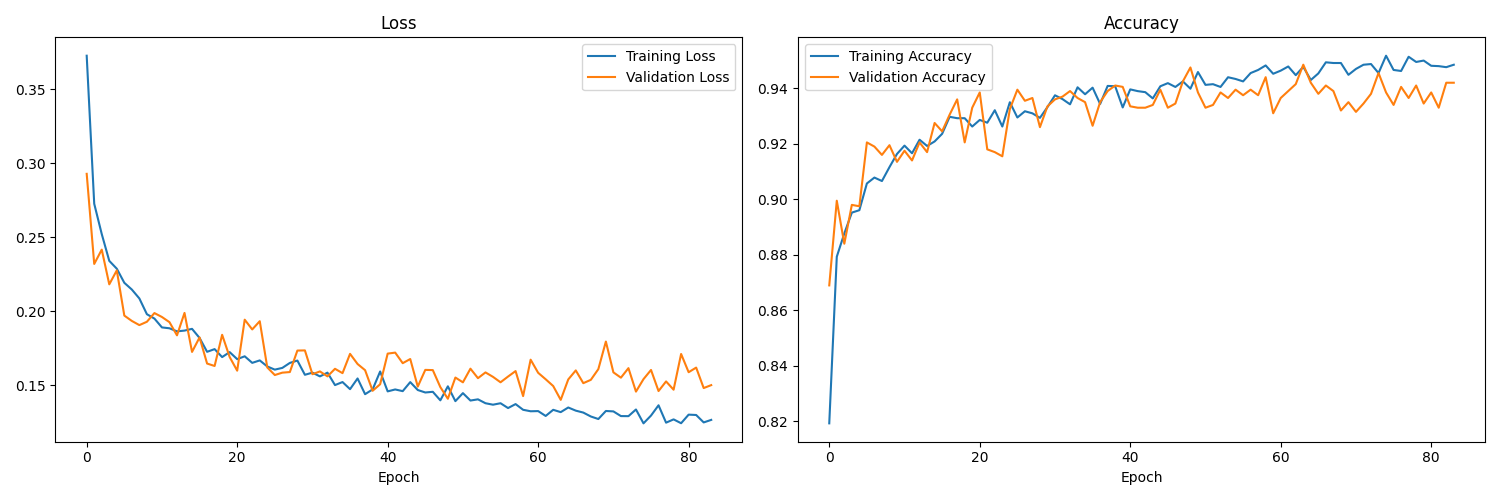 Loss
Training Loss
Validation Loss
0.35
0.30
0.25
0.20
0.15
0
20
40
60
80
Epoch
Accuracy
Training Accuracy
Validation Accuracy
0.94
0.92
0.90
0.88
0.86
0.84
0.82
0
20
40
60
80
Epoch